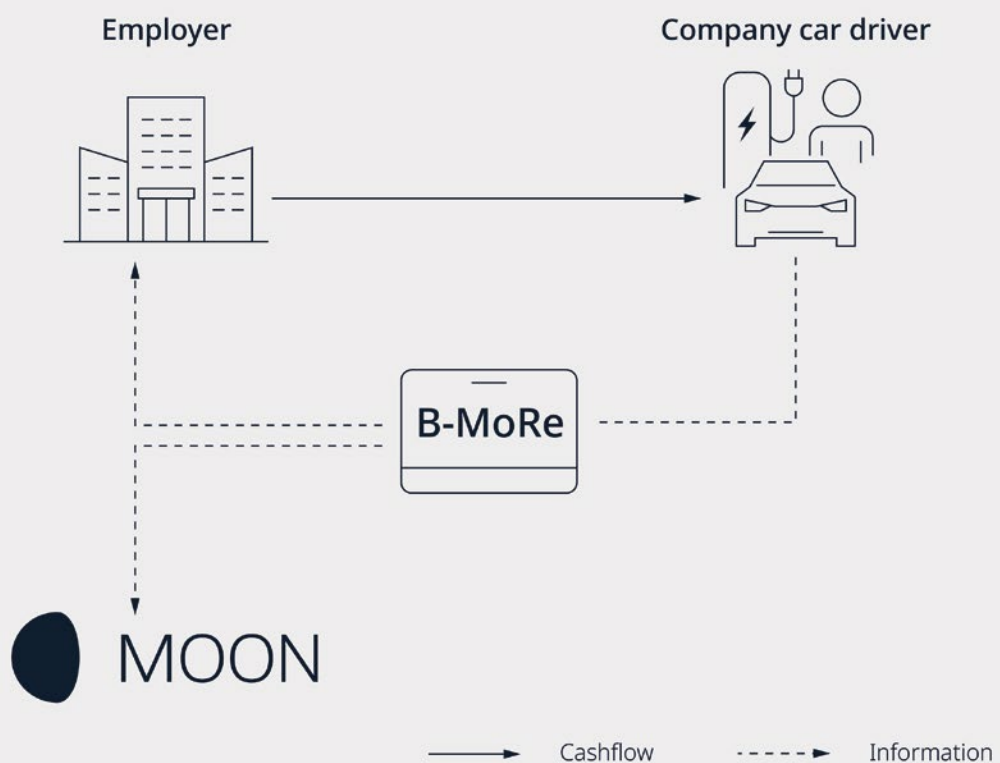 Employer
Company car driver
B-MoRe
MOON
Cashflow
Information